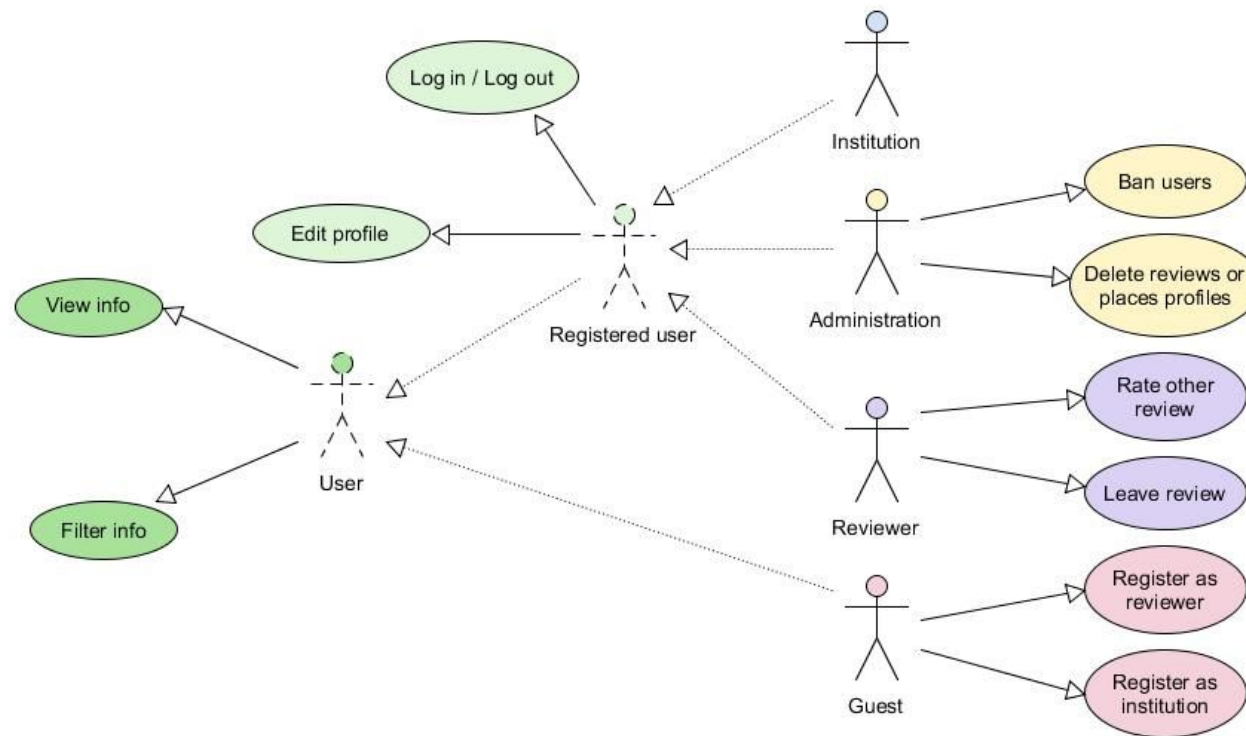 Log in / Log out
Institution
Ban users
Edit profile
Delete reviews or
places profiles
View info
Registered user
Administration
Rate other
review
User
Leave review
Filter info
Reviewer
Register as
reviewer
Guest
Register as
institution